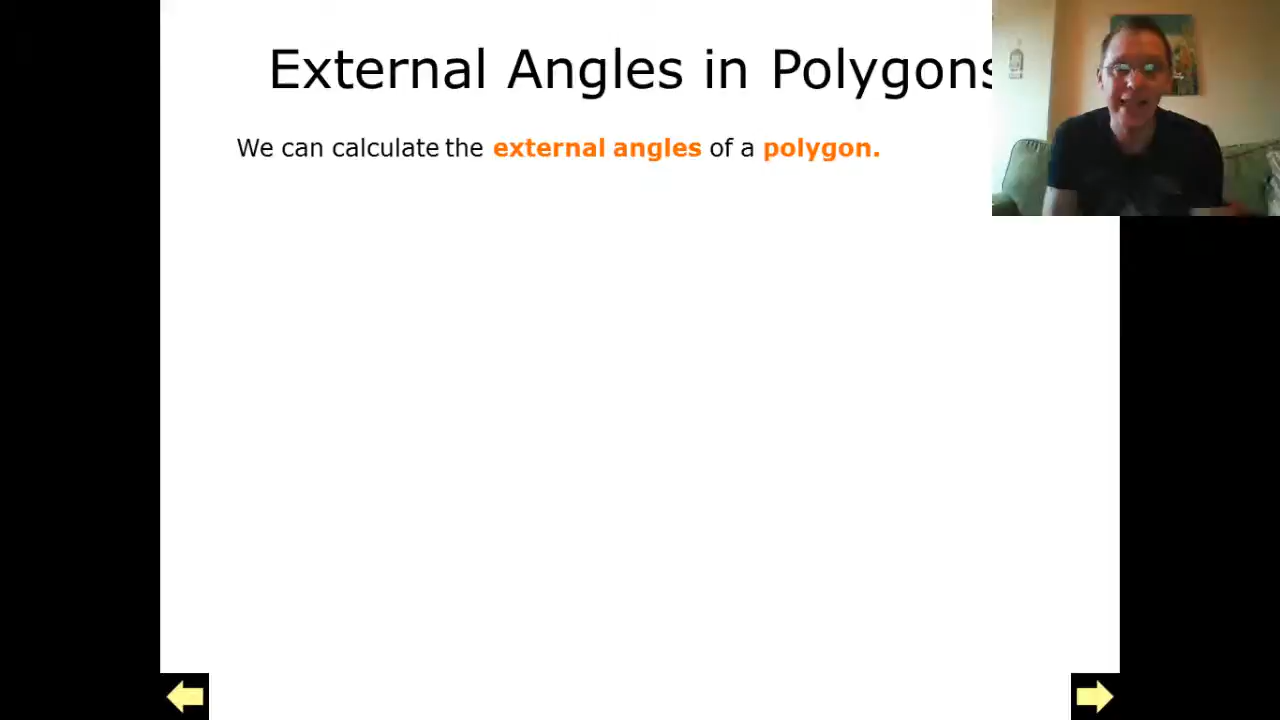 External Angles in Polygons
We can calculate the external angles of a polygon.